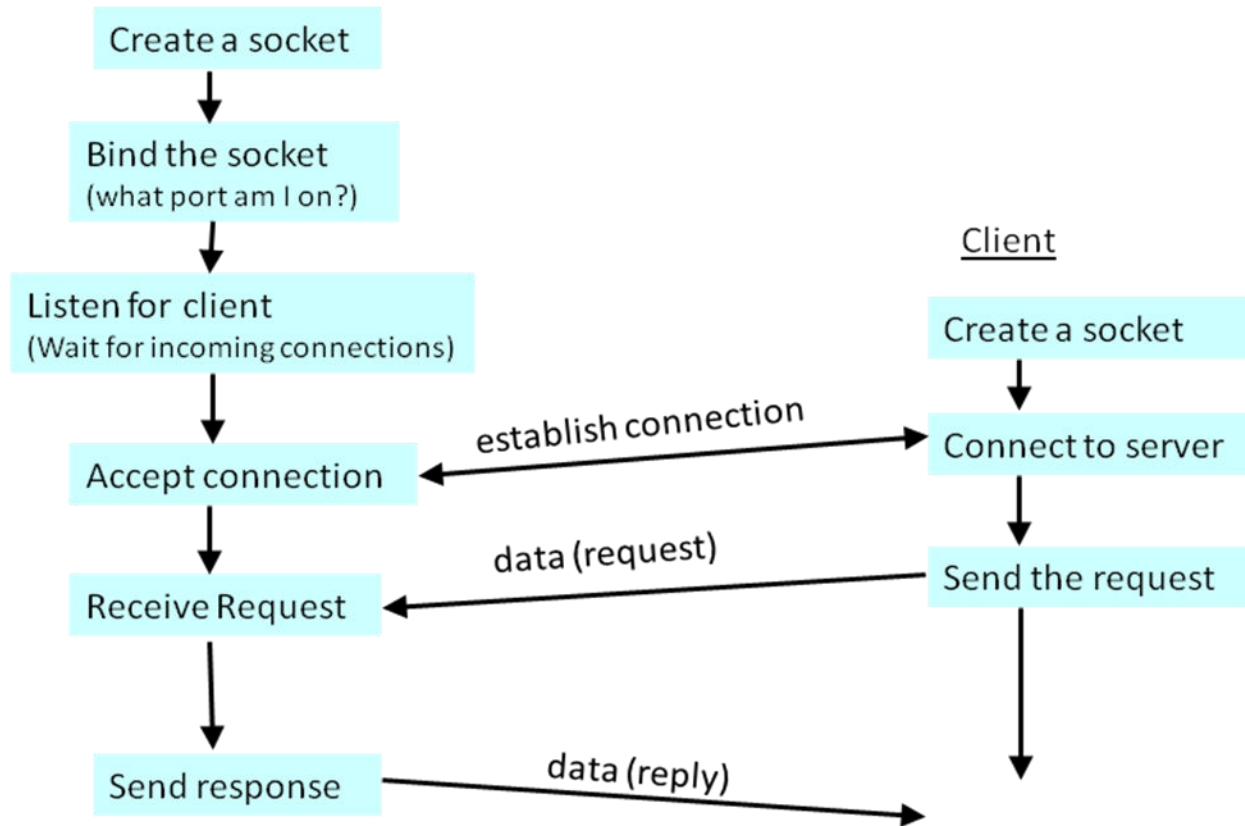 Create a socket
Bind the socket
(what port am I on?)
Listen for client
(Wait for incoming connections)
Accept connection
Receive Request
Send response
establish connection
data (request)
data (reply)
Client
Create a socket
Connect to server
Send the request